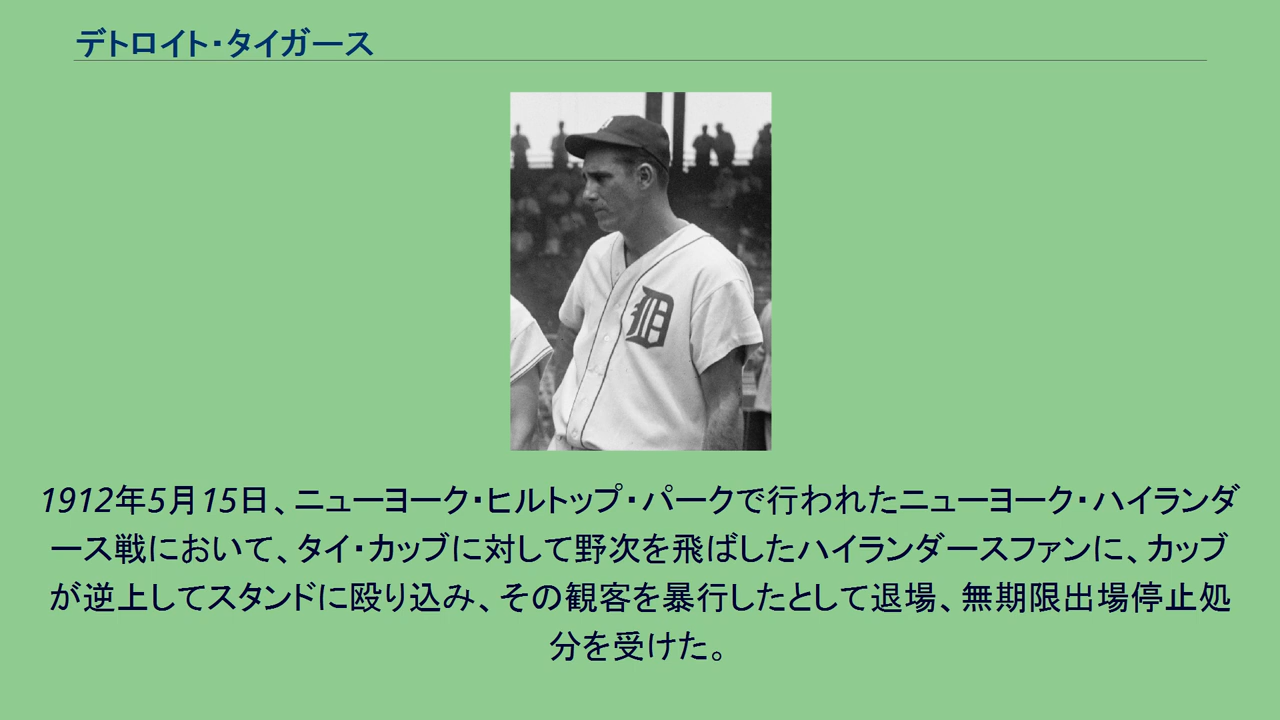 デトロイト・タイガース
D
1912年5月15日、ニューヨーク・ヒルトップ・パークで行われたニューヨーク・ハイランダ
ース戦において、タイ・カッブに対して野次を飛ばしたハイランダースファンに、カッブ
が逆上してスタンドに殴り込み、その観客を暴行したとして退場、無期限出場停止処
分を受けた。